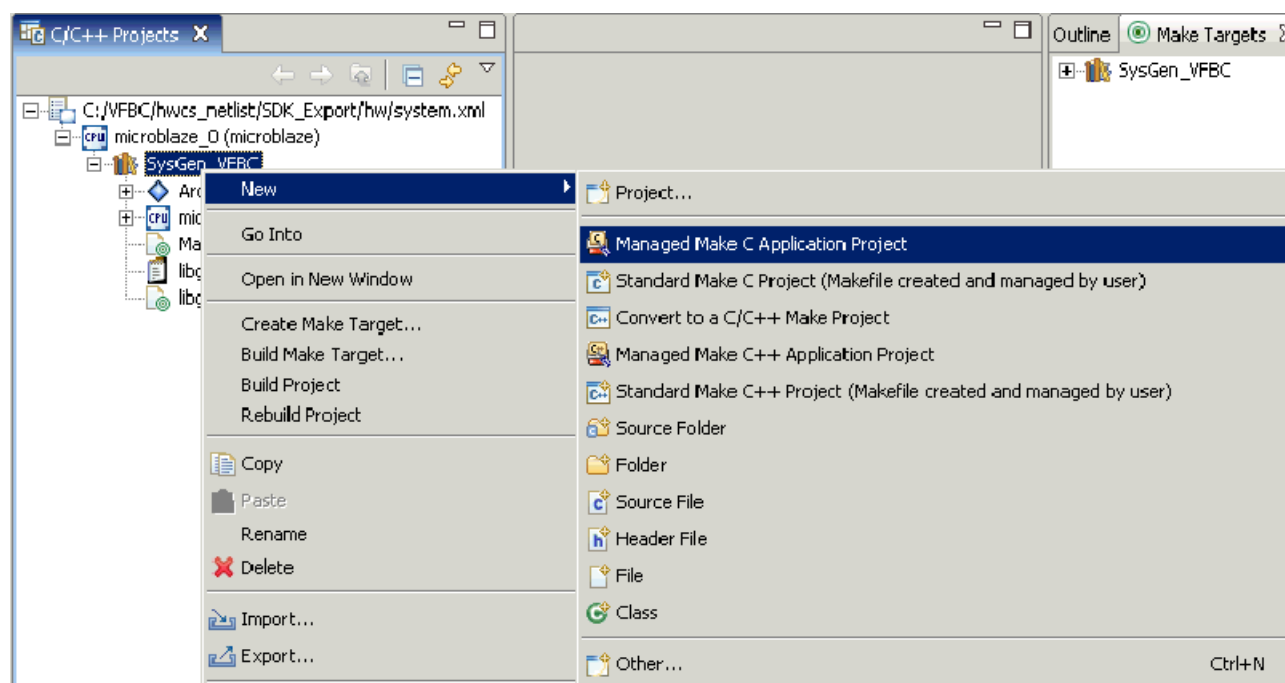 C/C++ Projects
Outline
Make Targets
SysGen_VFBC
C:/VFBC/hwcs_netlist/SDK_Export/hw/system.xml
CPU microblaze_0 (microblaze)
SysGen_VFBC
CPU
New
Go Into
Open in New Window
Create Make Target...
Build Make Target...
Build Project
Rebuild Project
Copy
Paste
Rename
Delete
Import...
Export...
Project...
Managed Make C Application Project
Standard Make C Project (Makefile created and managed by user)
Convert to a C/C++ Make Project
Managed Make C++ Application Project
Standard Make C++ Project (Makefile created and managed by user)
Source Folder
Folder
Source File
Header File
File
Class
Other... Ctrl+N